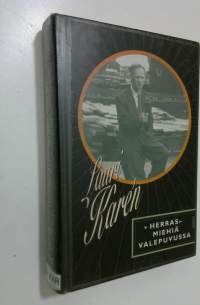 Lauri
Karén
• HERRAS-
MIEHIÄ
VALEPUVUSSA